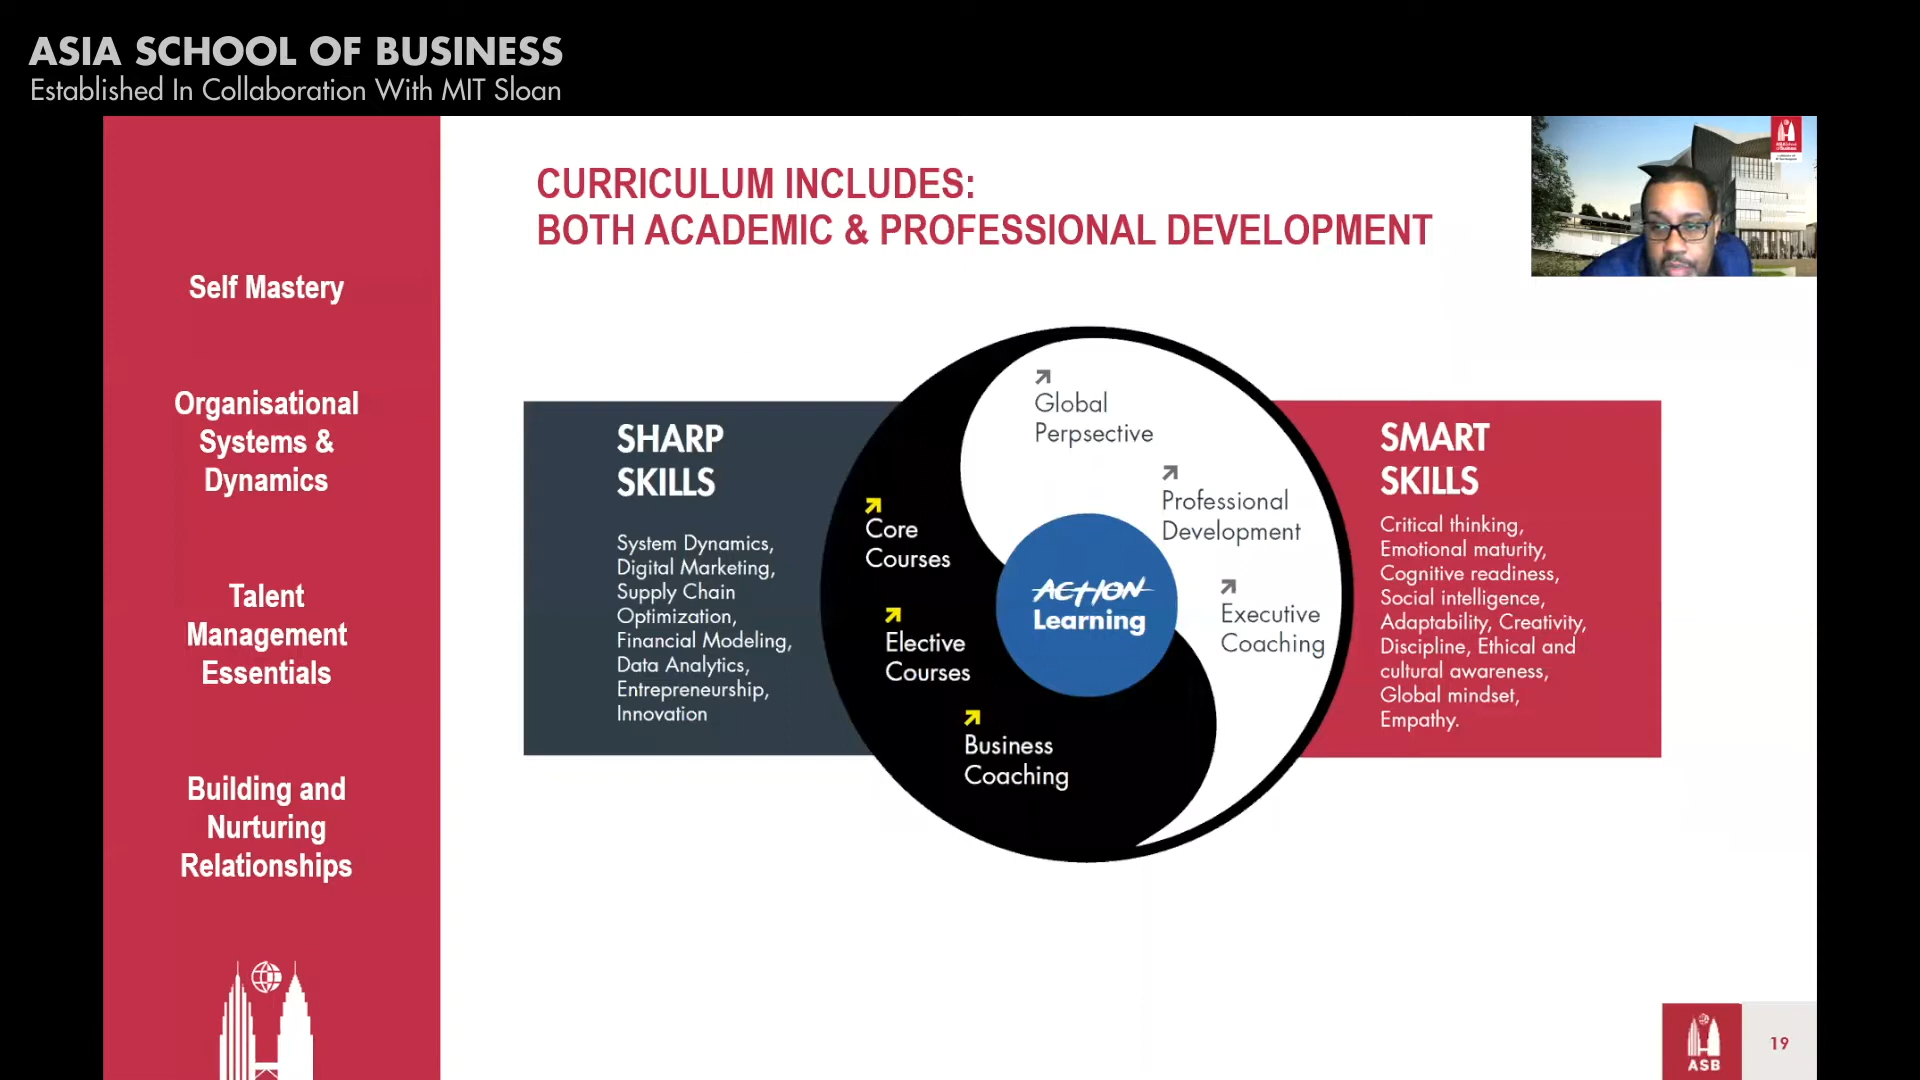 ASIA SCHOOL OF BUSINESS
Established In Collaboration With MIT Sloan
CURRICULUM INCLUDES:
BOTH ACADEMIC & PROFESSIONAL DEVELOPMENT
Self Mastery
Organisational
Systems &
Dynamics
Talent
Management
Essentials
Building and
Nurturing
Relationships
SHARP
SKILLS
System Dynamics,
Digital Marketing,
Supply Chain
Optimization,
Financial Modeling,
Data Analytics,
Entrepreneurship,
Innovation
Core
Courses
Elective
Courses
Business
Coaching
ACTION
Learning
Global
Perpsective
Professional
Development
Executive
Coaching
SMART
SKILLS
Critical thinking,
Emotional maturity,
Cognitive readiness,
Social intelligence,
Adaptability, Creativity,
Discipline, Ethical and
cultural awareness,
Global mindset,
Empathy.
ASB
19